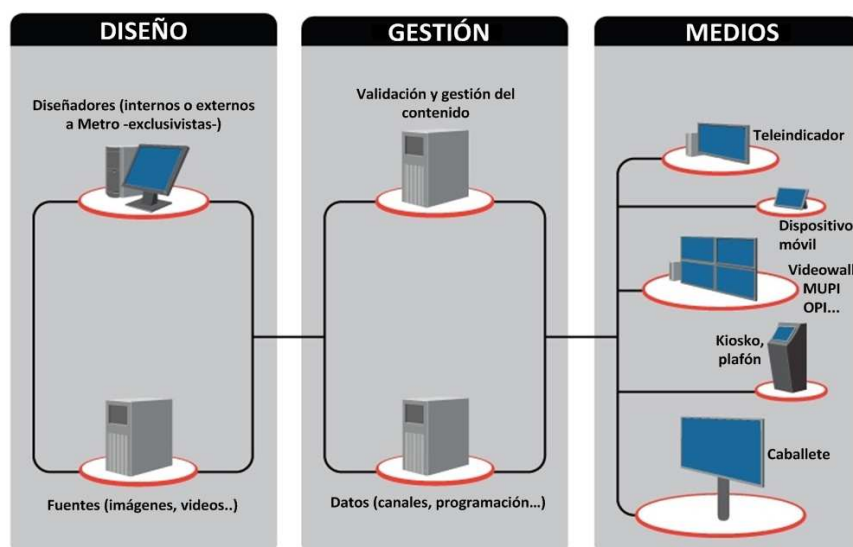 DISEÑO
Diseñadores (internos o externos
a Metro -exclusivistas-)
Fuentes (imágenes, videos..)
GESTIÓN
Validación y gestión del
contenido
Datos (canales, programación...)
MEDIOS
Teleindicador
Dispositivo
móvil
Videowall
MUPI
OPI...
Kiosko,
plafón
Caballete